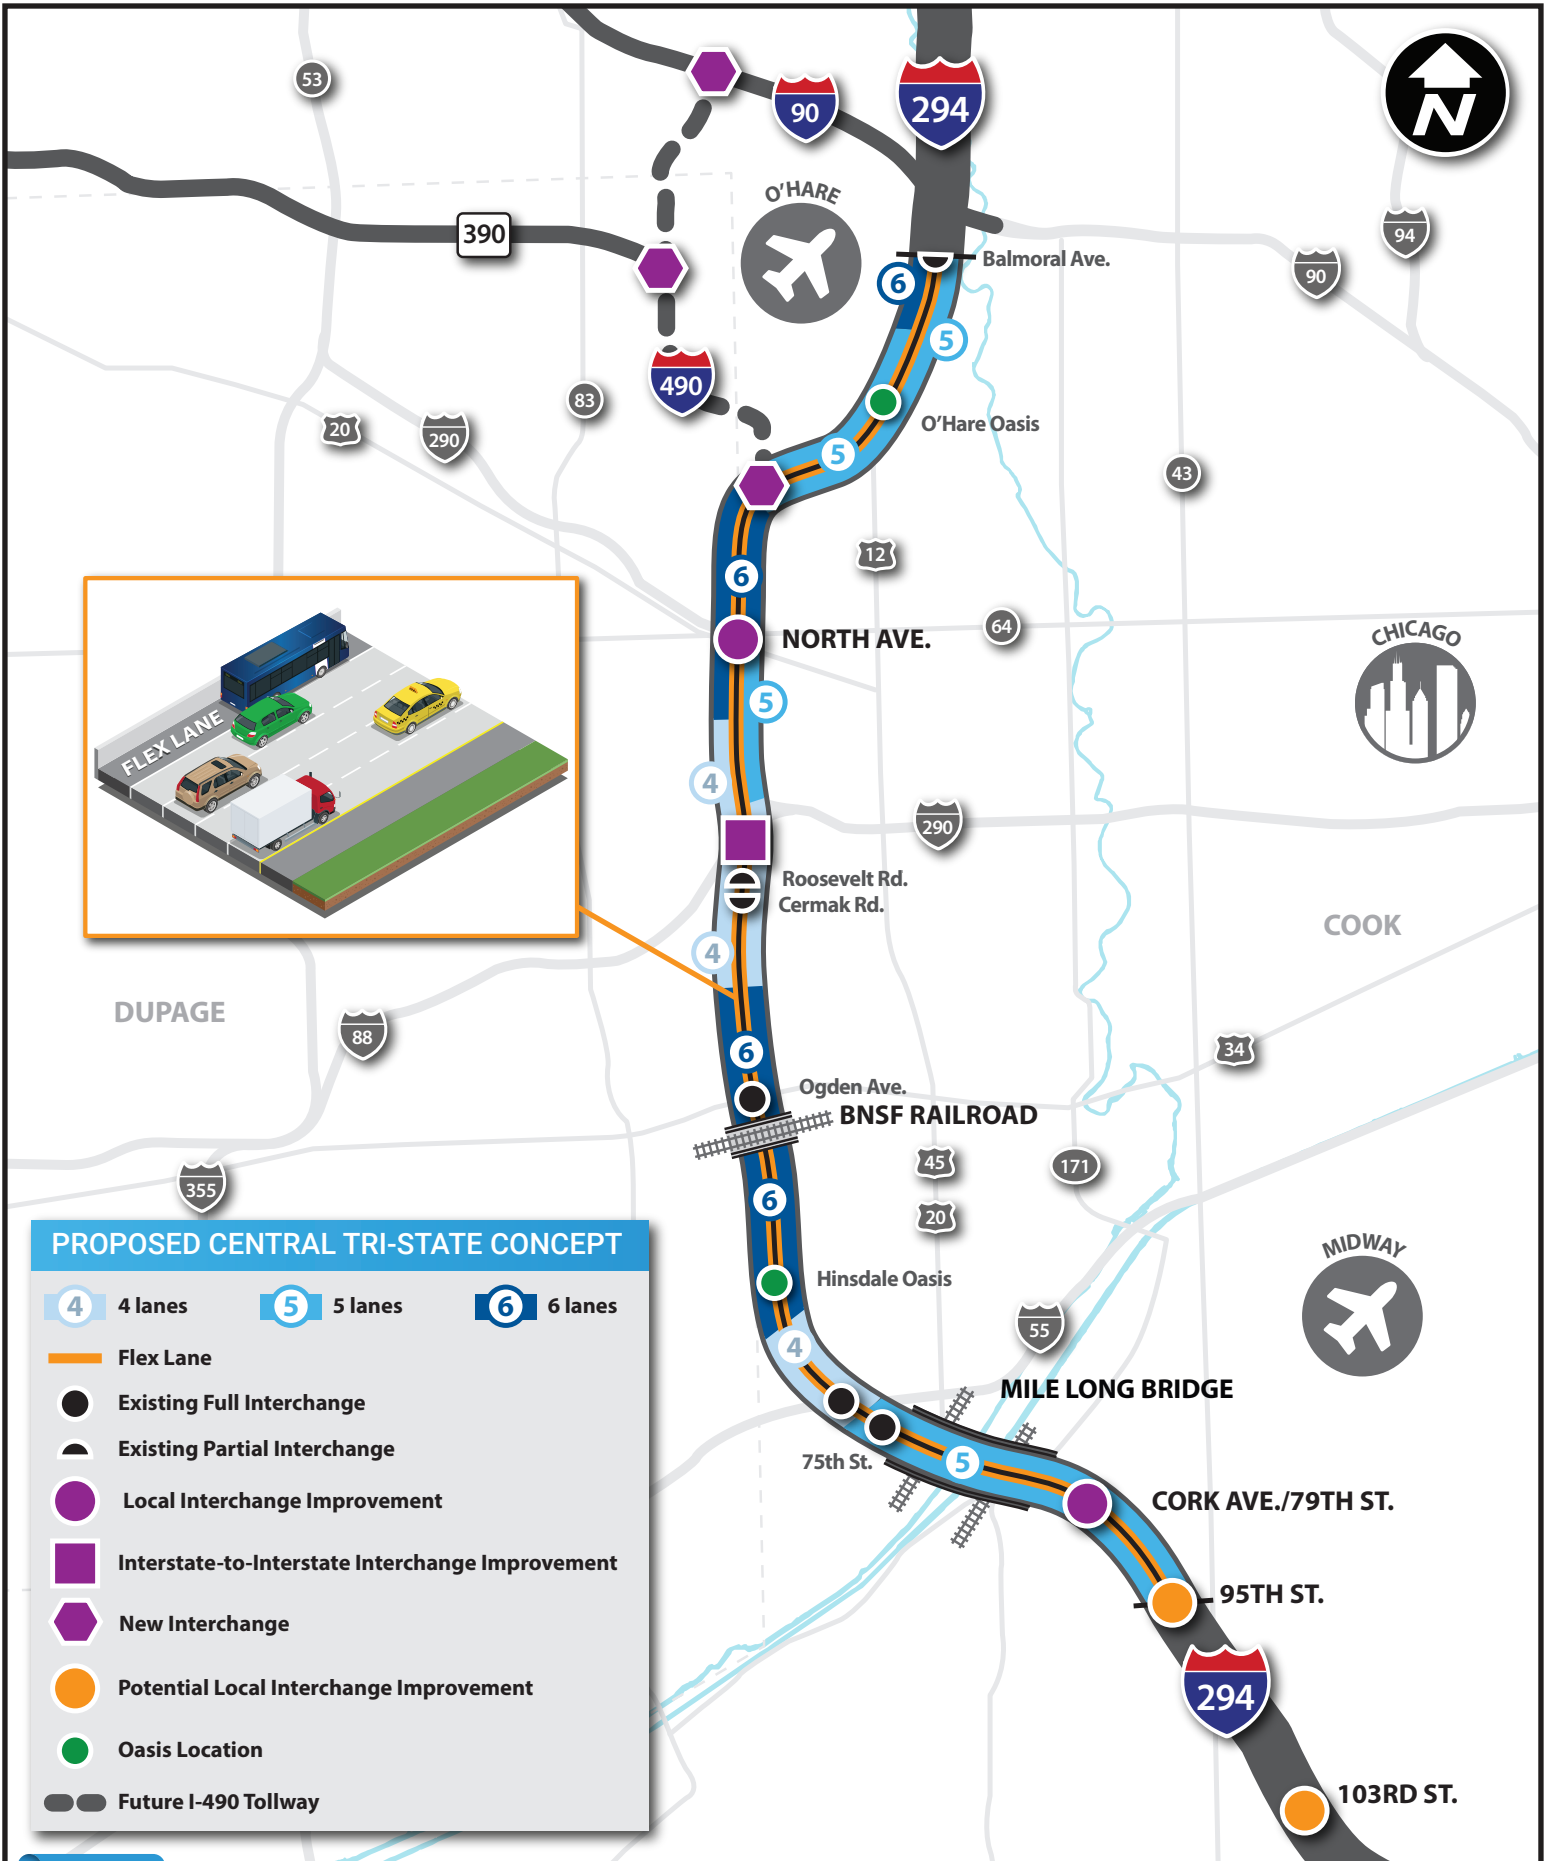 53
90
294
N
O'HARE
390
94
90
Balmoral Ave.
6
5
490
83
20
290
O'Hare Oasis
5
43
12
6
64
NORTH AVE.
CHICAGO
5
FLEX LANE
4
290
Roosevelt Rd.
Cermak Rd.
COOK
4
DUPAGE
88
34
6
Ogden Ave.
BNSF RAILROAD
45
171
355
6
20
MIDWAY
Hinsdale Oasis
55
4
MILE LONG BRIDGE
75th St.
5
CORK AVE./79TH ST.
95TH ST.
294
103RD ST.
PROPOSED CENTRAL TRI-STATE CONCEPT
4 4 lanes 5 5 lanes 6 6 lanes
Flex Lane
Existing Full Interchange
Existing Partial Interchange
Local Interchange Improvement
Interstate-to-Interstate Interchange Improvement
New Interchange
Potential Local Interchange Improvement
Oasis Location
Future I-490 Tollway